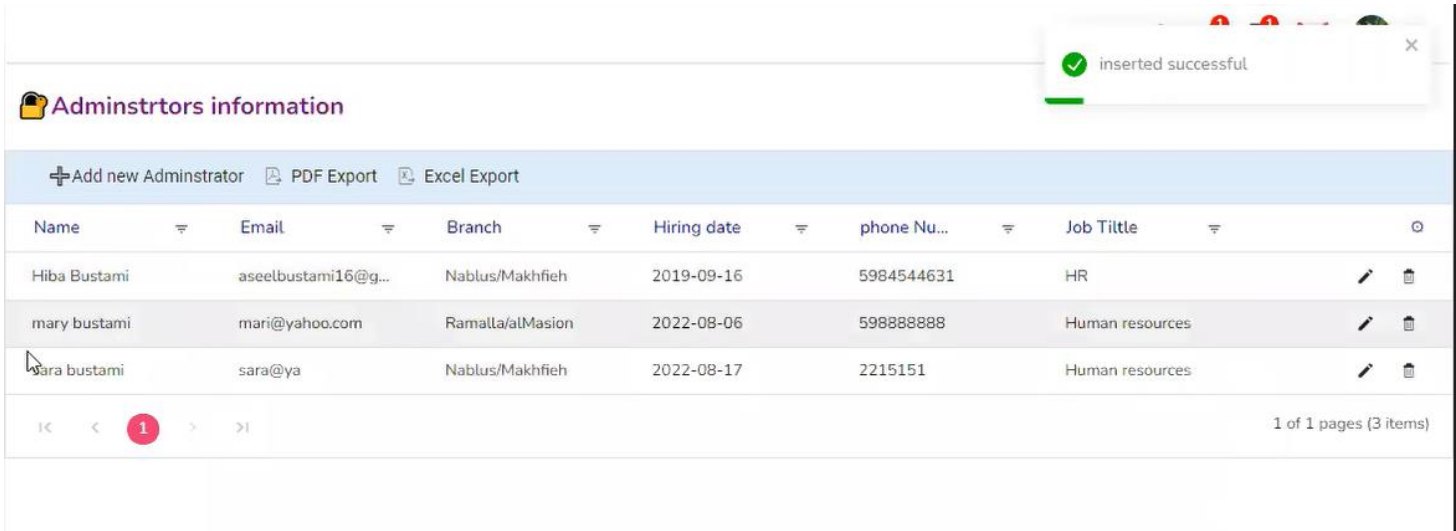 1 1
inserted successful
Adminstrtors information
Add new Adminstrator PDF Export Excel Export
Name Email Branch Hiring date phone Nu... Job Tiltle
Hiba Bustami aseelbustami16@g... Nablus/Makhfieh 2019-09-16 5984544631 HR
mary bustami mari@yahoo.com Ramalla/alMasion 2022-08-06 598888888 Human resources
sara bustami sara@ya Nablus/Makhfieh 2022-08-17 2215151 Human resources
1 1 of 1 pages (3 items)